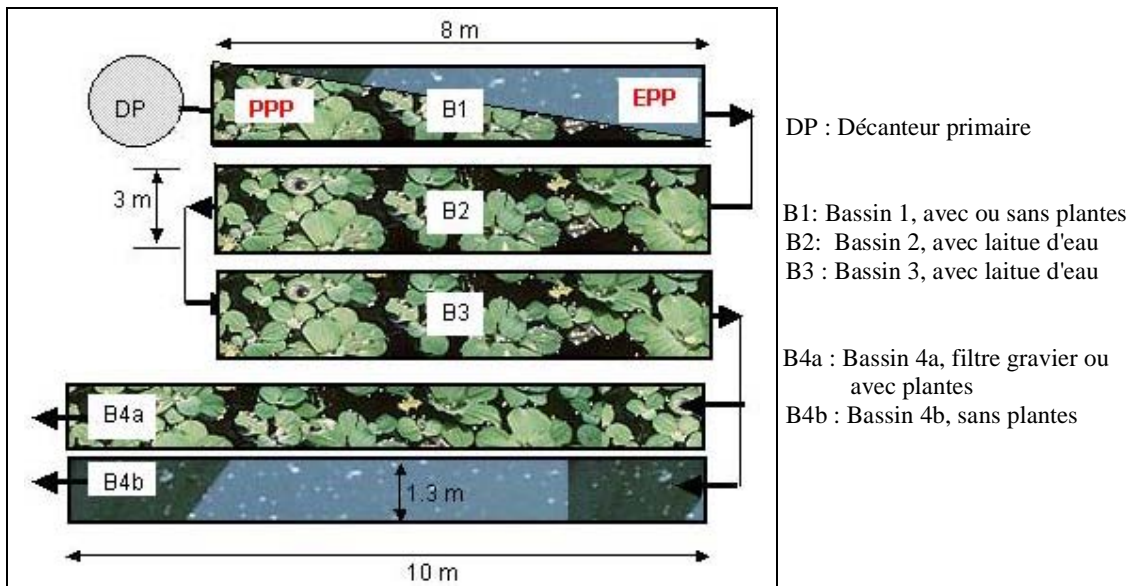 8 m
DP
PPP
B1
EPP
3 m
B2
B3
B4a
B4b
1.3 m
10 m
DP : Décanteur primaire
B1: Bassin 1, avec ou sans plantes
B2: Bassin 2, avec laitue d'eau
B3 : Bassin 3, avec laitue d'eau
B4a : Bassin 4a, filtre gravier ou
avec plantes
B4b : Bassin 4b, sans plantes